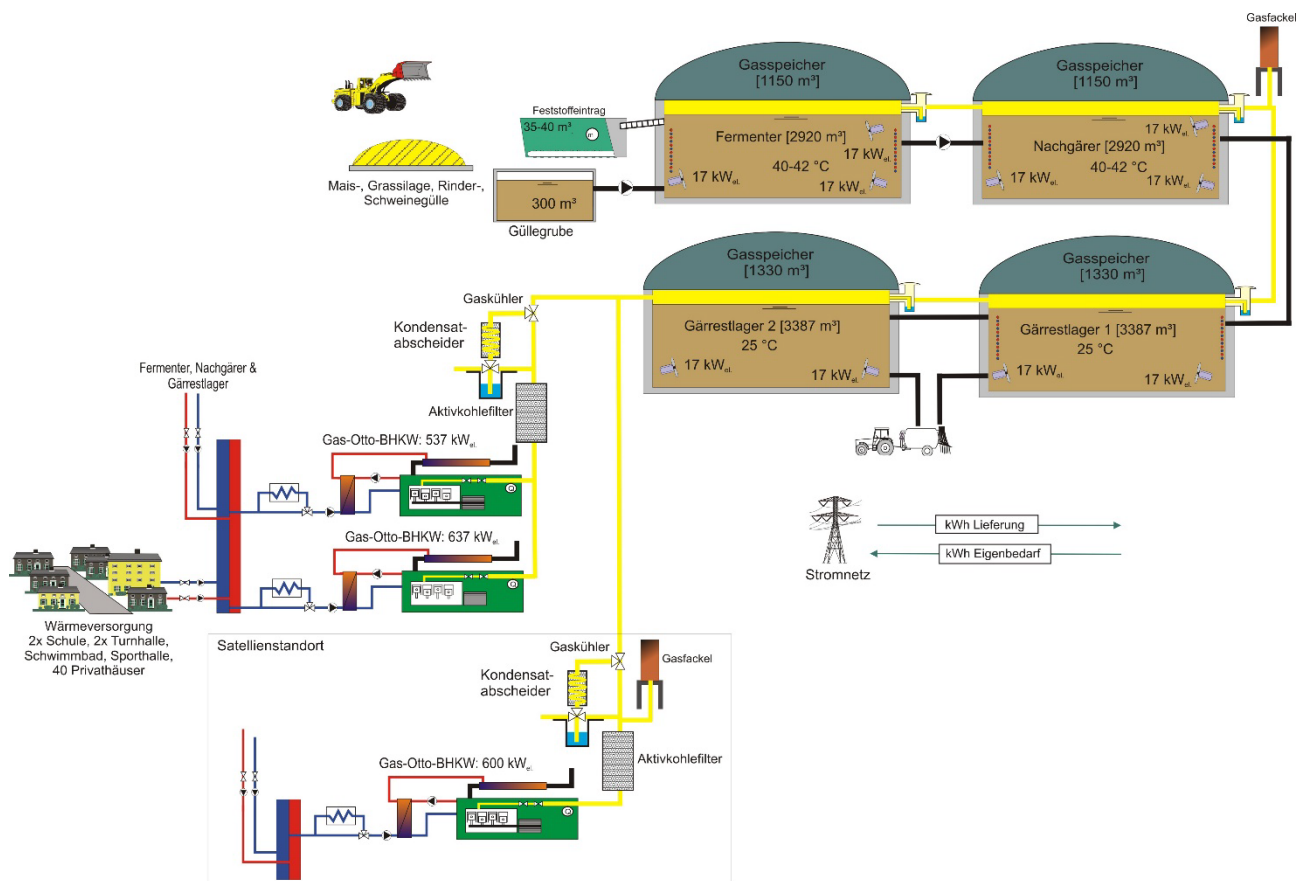 Gasfackel
Gasspeicher
[1150 m³]
Gasspeicher
[1150 m³]
Feststoffeintrag
35-40 m³
m
Fermenter [2920 m³]
17 kWel.
40-42 °C
17 kWel.
17 kWel.
17 kWel.
Nachgärer [2920 m³]
40-42 °C
17 kWel.
17 kWel.
Mais-, Grassilage, Rinder-,
Schweinegülle
300 m³
Güllegrube
Gasspeicher
[1330 m³]
Gasspeicher
[1330 m³]
Gärrestlager 2 [3387 m³]
25 °C
17 kWel.
17 kWel.
Gärrestlager 1 [3387 m³]
25 °C
17 kWel.
17 kWel.
Gaskühler
Kondensat-
abscheider
Aktivkohlefilter
Fermenter, Nachgärer &
Gärrestlager
Gas-Otto-BHKW: 537 kWel.
Gas-Otto-BHKW: 637 kWel.
Stromnetz
kWh Lieferung
kWh Eigenbedarf
Wärmeversorgung
2x Schule, 2x Turnhalle,
Schwimmbad, Sporthalle,
40 Privathäuser
Satellienstandort
Gaskühler
Kondensat-
abscheider
Gasfackel
Aktivkohlefilter
Gas-Otto-BHKW: 600 kWel.